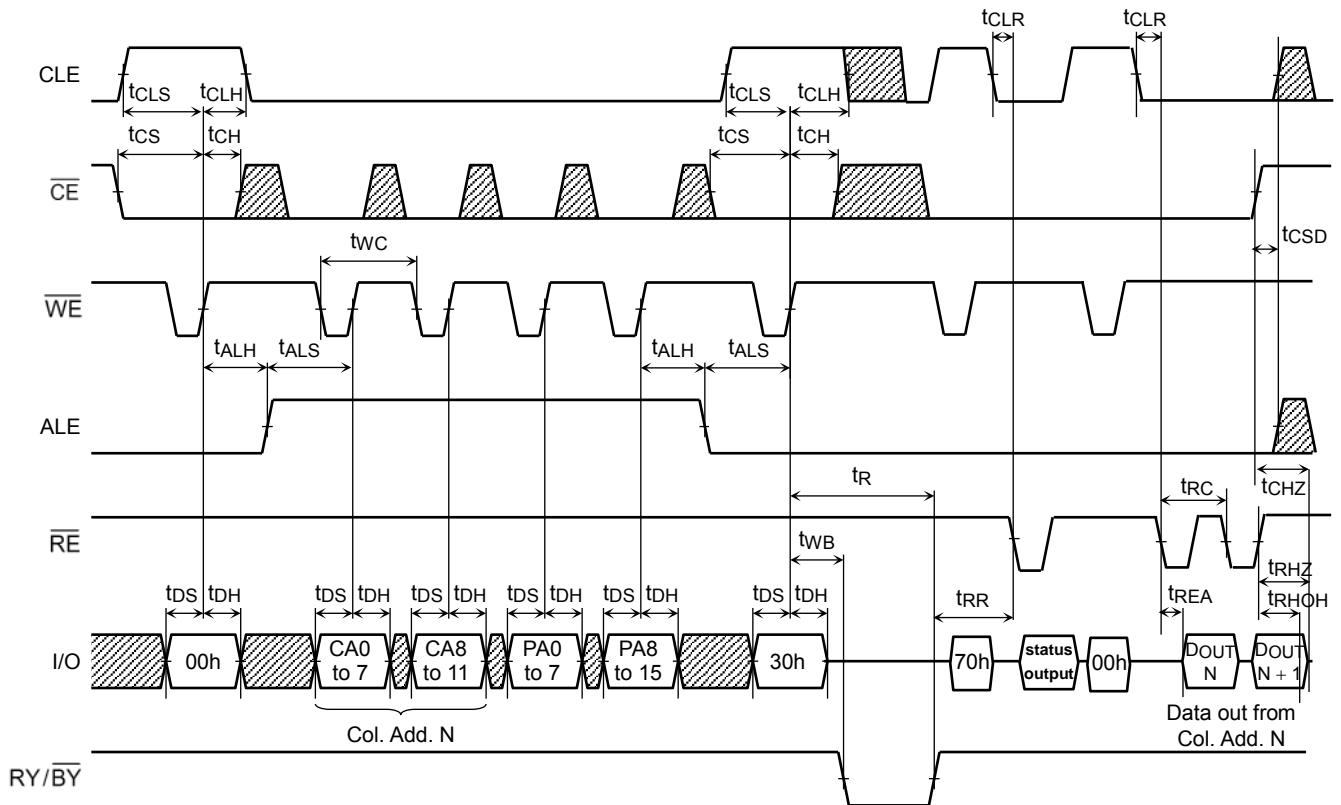 tCLR tCLR
CLE
tCLS tCLH tCLS tCLH
tCS tCH tCS tCH
CE
tWC
tCSD
WE
tALH tALS tALH tALS
ALE
tR
tRC tCHZ
RE
tWB
tDS tDH tDS tDH tDS tDH tDS tDH tDS tDH tDS tDH
tRR tREA tRHZ
tRHOH
I/O
00h
CA0 to 7
CA8 to 11
PA0 to 7
PA8 to 15
30h
70h
status output
00h
DOUT N
DOUT N + 1
Col. Add. N
Data out from
Col. Add. N
RY/BY